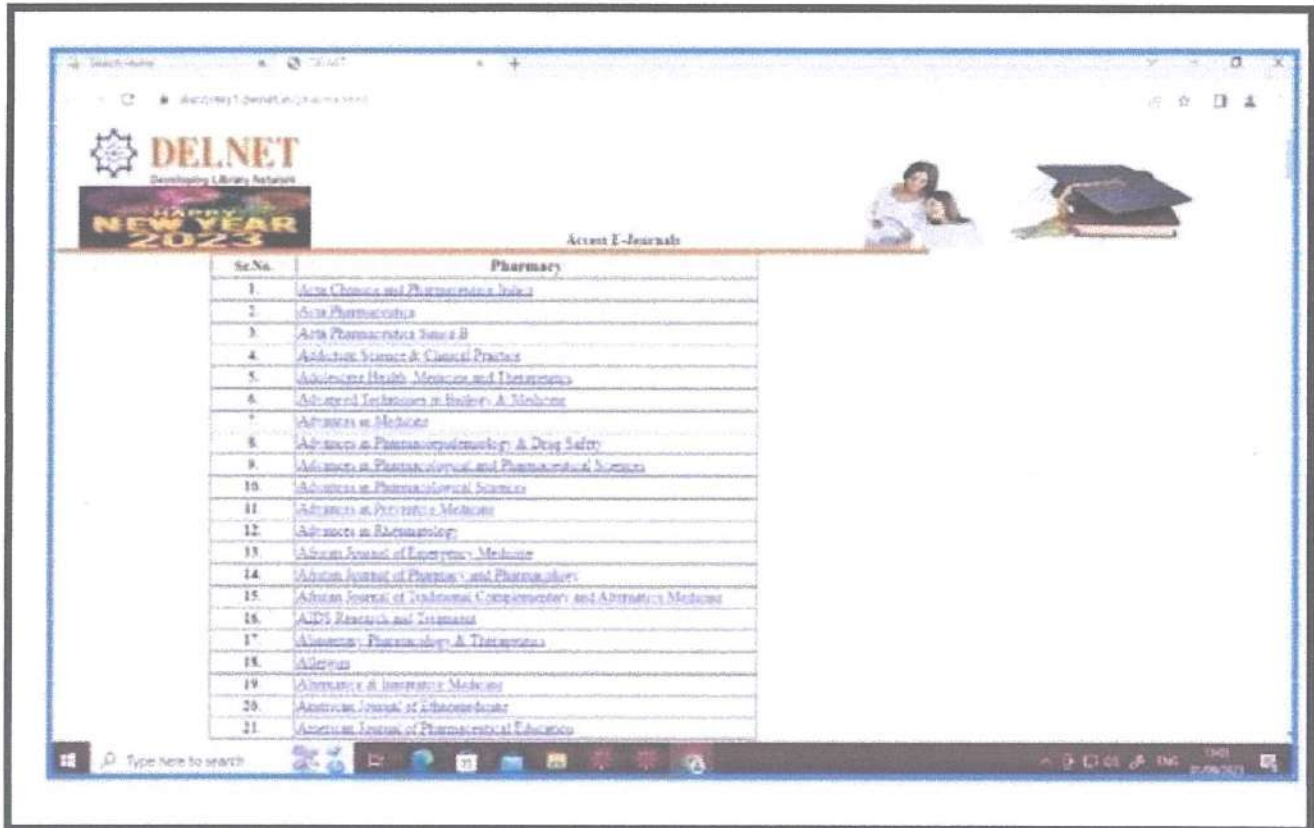 DELNET
Developing Library Network
HAPPY
NEW YEAR
2023
Access E-Journals
Sr.No. Pharmacy
1. Acta Chimica and Pharmaceutica Indica
2. Acta Pharmaceutica
3. Acta Pharmaceutica Sinica B
4. Addiction Science & Clinical Practice
5. Adolescent Health, Medicine and Therapeutics
6. Advanced Techniques in Biology & Medicine
7. Advances in Medicine
8. Advances in Pharmacoepidemiology & Drug Safety
9. Advances in Pharmacological and Pharmaceutical Sciences
10. Advances in Pharmacological Sciences
11. Advances in Preventive Medicine
12. Advances in Rheumatology
13. African Journal of Emergency Medicine
14. African Journal of Pharmacy and Pharmacology
15. African Journal of Traditional Complementary and Alternative Medicine
16. AIDS Research and Treatment
17. Alimentary Pharmacology & Therapeutics
18. Allergies
19. Alternative & Integrative Medicine
20. American Journal of Ethnomedicine
21. American Journal of Pharmaceutical Education
Type here to search
ENG